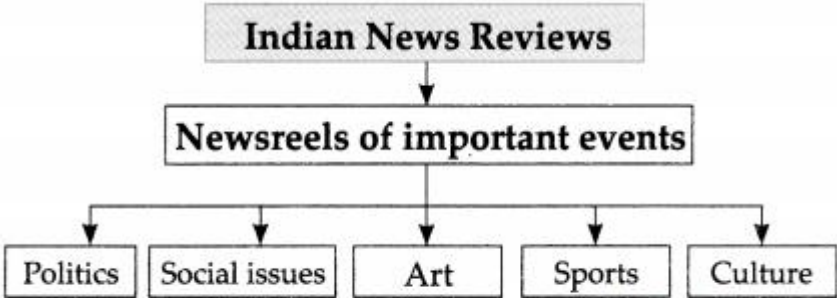 Indian News Reviews
Newsreels of important events
Politics
Social issues
Art
Sports
Culture